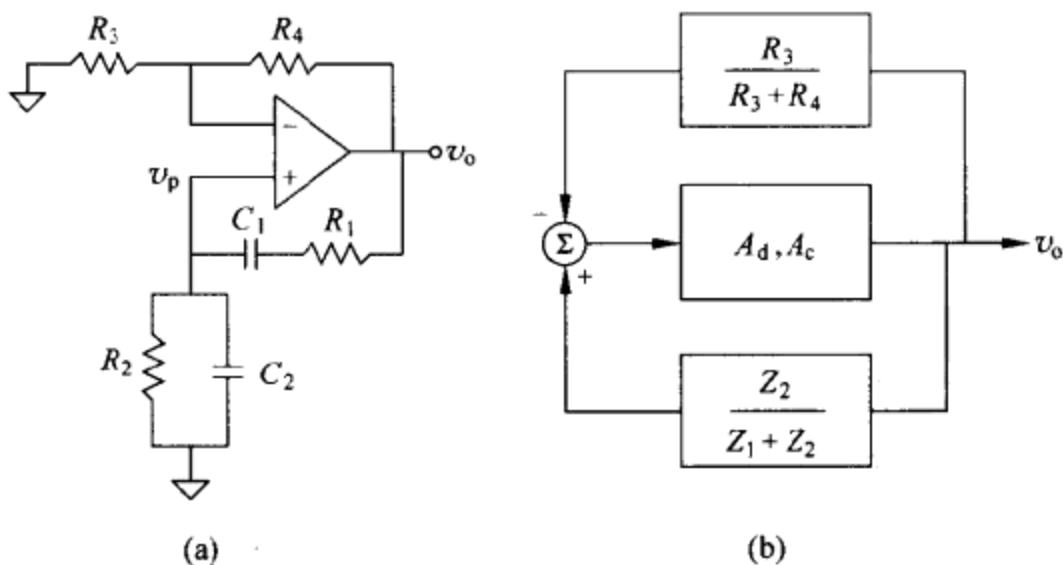 R3
R4
−
+
vp
vo
C1
R1
R2
C2
(a)
R3
R3 + R4
−
Σ
+
Ad, Ac
vo
Z2
Z1 + Z2
(b)